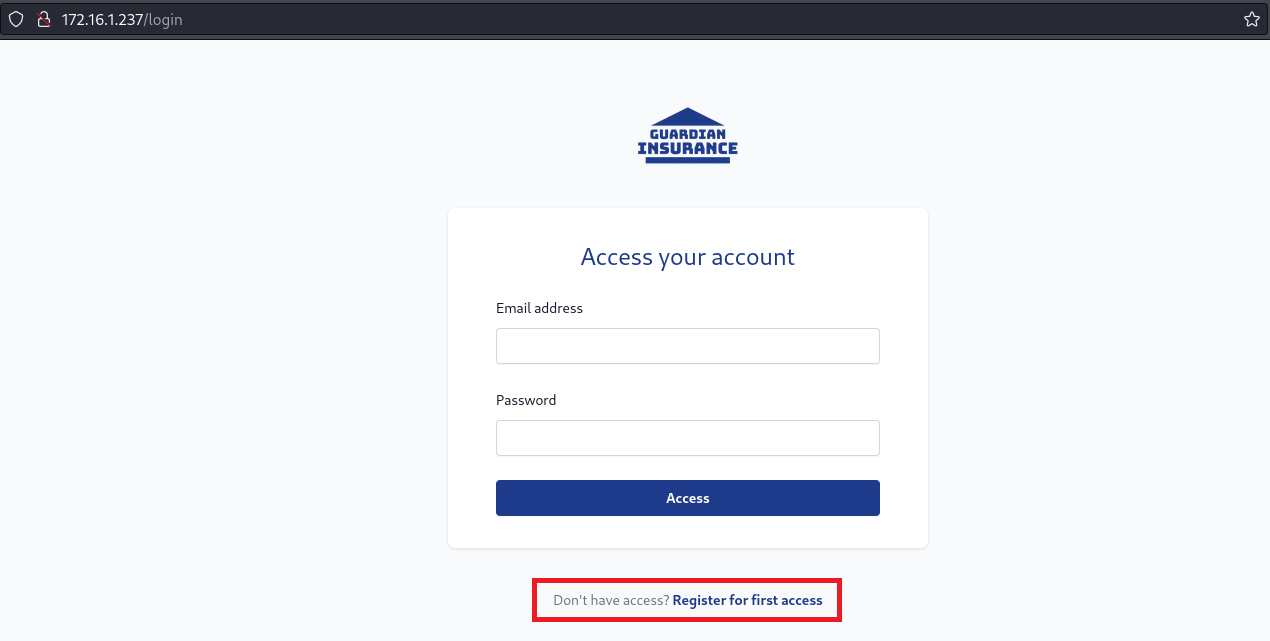 172.16.1.237/login
GUARDIAN
INSURANCE
Access your account
Email address
Password
Access
Don't have access? Register for first access